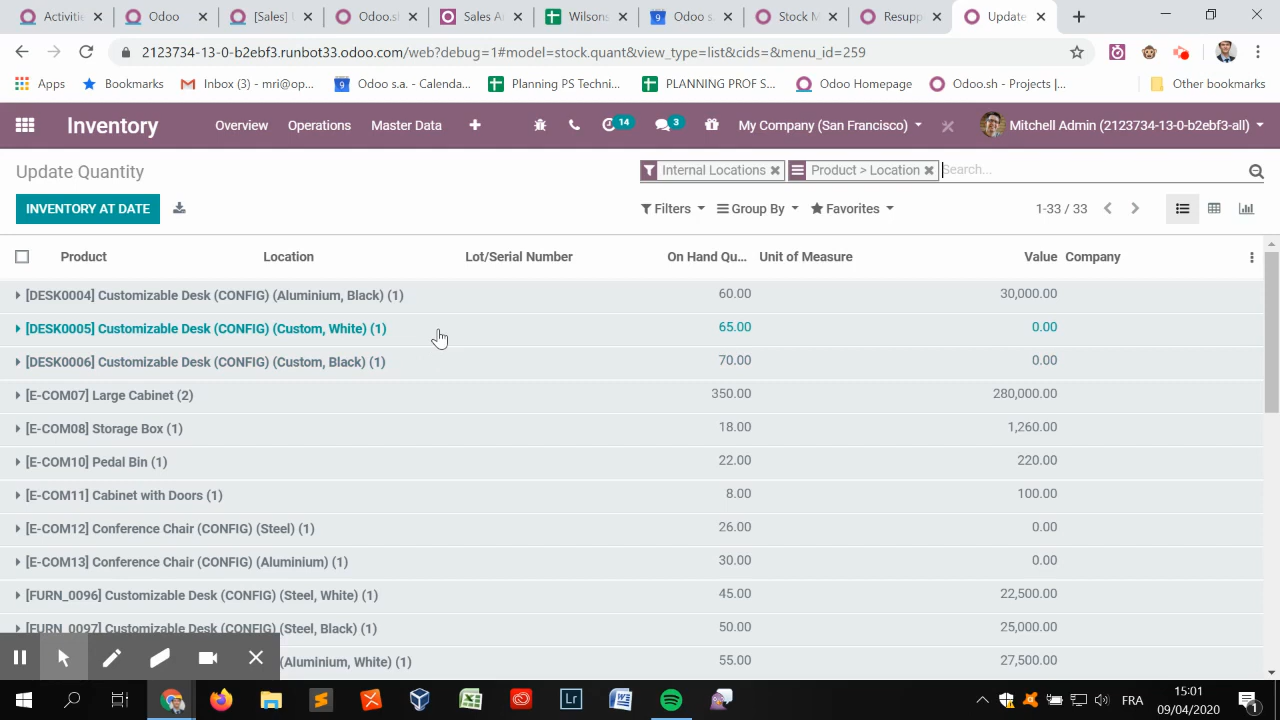 Activitie Odoo [Sales] Odoo.s Sales A Wilsons Odoo s. Stock M Resupp Update
2123734-13-0-b2ebf3.runbot33.odoo.com/web?debug=1#model=stock.quant&view_type=list&cids=&menu_id=259
Apps Bookmarks Inbox (3) - mri@op... Odoo s.a. - Calenda... Planning PS Techni... PLANNING PROF S... Odoo Homepage Odoo.sh - Projects |... Other bookmarks
Inventory Overview Operations Master Data 14 3 My Company (San Francisco) Mitchell Admin (2123734-13-0-b2ebf3-all)
Update Quantity Internal Locations Product > Location Search...
INVENTORY AT DATE Filters Group By Favorites 1-33 / 33
Product Location Lot/Serial Number On Hand Qu... Unit of Measure Value Company
[DESK0004] Customizable Desk (CONFIG) (Aluminium, Black) (1) 60.00 30,000.00
[DESK0005] Customizable Desk (CONFIG) (Custom, White) (1) 65.00 0.00
[DESK0006] Customizable Desk (CONFIG) (Custom, Black) (1) 70.00 0.00
[E-COM07] Large Cabinet (2) 350.00 280,000.00
[E-COM08] Storage Box (1) 18.00 1,260.00
[E-COM10] Pedal Bin (1) 22.00 220.00
[E-COM11] Cabinet with Doors (1) 8.00 100.00
[E-COM12] Conference Chair (CONFIG) (Steel) (1) 26.00 0.00
[E-COM13] Conference Chair (CONFIG) (Aluminium) (1) 30.00 0.00
[FURN_0096] Customizable Desk (CONFIG) (Steel, White) (1) 45.00 22,500.00
[FURN_0097] Customizable Desk (CONFIG) (Steel, Black) (1) 50.00 25,000.00
(Aluminium, White) (1) 55.00 27,500.00
FRA 15:01
09/04/2020 1